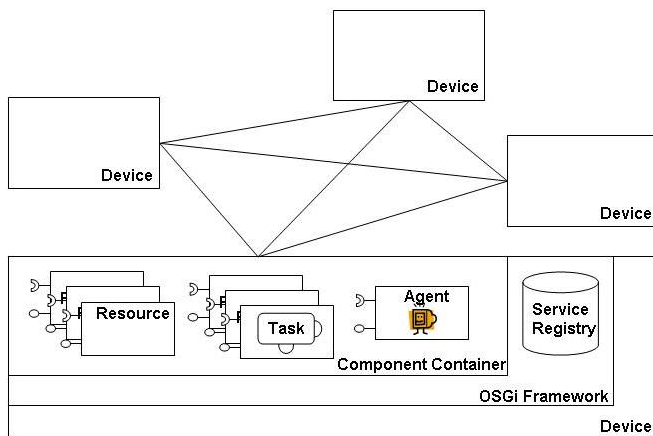 Device
Device
Device
Resource
Task
Agent
Service
Registry
Component Container
OSGi Framework
Device